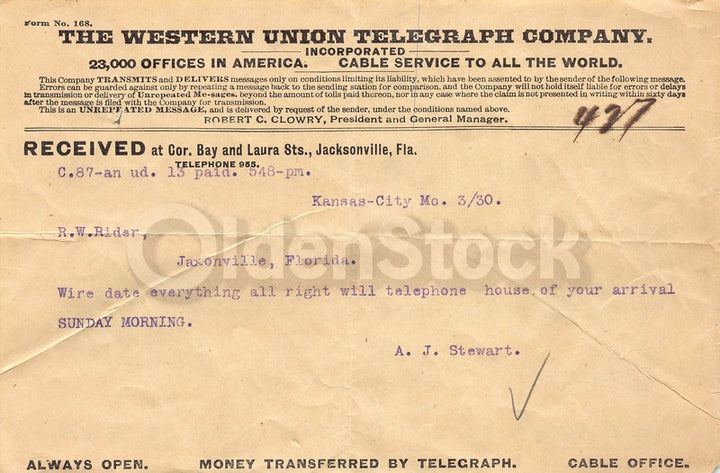 Form No. 168.
THE WESTERN UNION TELEGRAPH COMPANY.
INCORPORATED
23,000 OFFICES IN AMERICA. CABLE SERVICE TO ALL THE WORLD.
This Company TRANSMITS and DELIVERS messages only on conditions limiting its liability, which have been assented to by the sender of the following message.
Errors can be guarded against only by repeating a message back to the sending station for comparison, and the Company will not hold itself liable for errors or delays
in transmission or delivery of Unrepeated Messages, beyond the amount of tolls paid thereon, nor in any case where the claim is not presented in writing within sixty days
after the message is filed with the Company for transmission.
This is an UNREPEATED MESSAGE, and is delivered by request of the sender, under the conditions named above.
ROBERT C. CLOWRY, President and General Manager.
427
RECEIVED at Cor. Bay and Laura Sts., Jacksonville, Fla.
TELEPHONE 955.
C.87-an ud. 13 paid. 548-pm.
Kansas-City Mo. 3/30.
R.W.Rider,
OldenStock
Jaxonville, Florida.
Wire date everything all right will telephone house of your arrival
SUNDAY MORNING.
A. J. Stewart.
ALWAYS OPEN. MONEY TRANSFERRED BY TELEGRAPH. CABLE OFFICE.